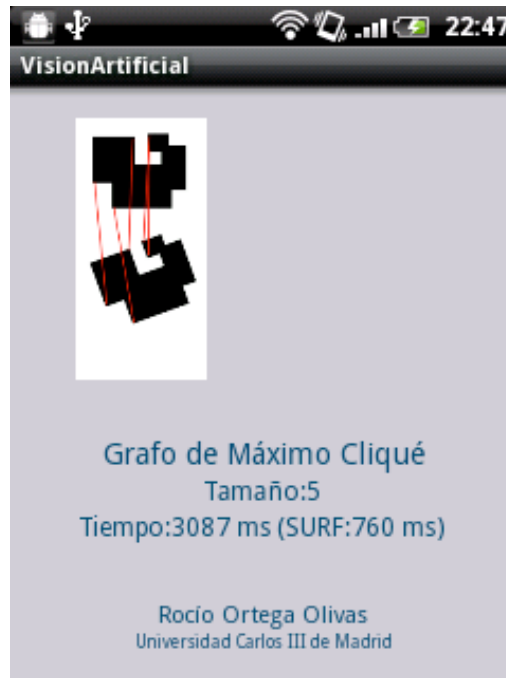 22:47
VisionArtificial
Grafo de Máximo Cliqué
Tamaño:5
Tiempo:3087 ms (SURF:760 ms)
Rocío Ortega Olivas
Universidad Carlos III de Madrid